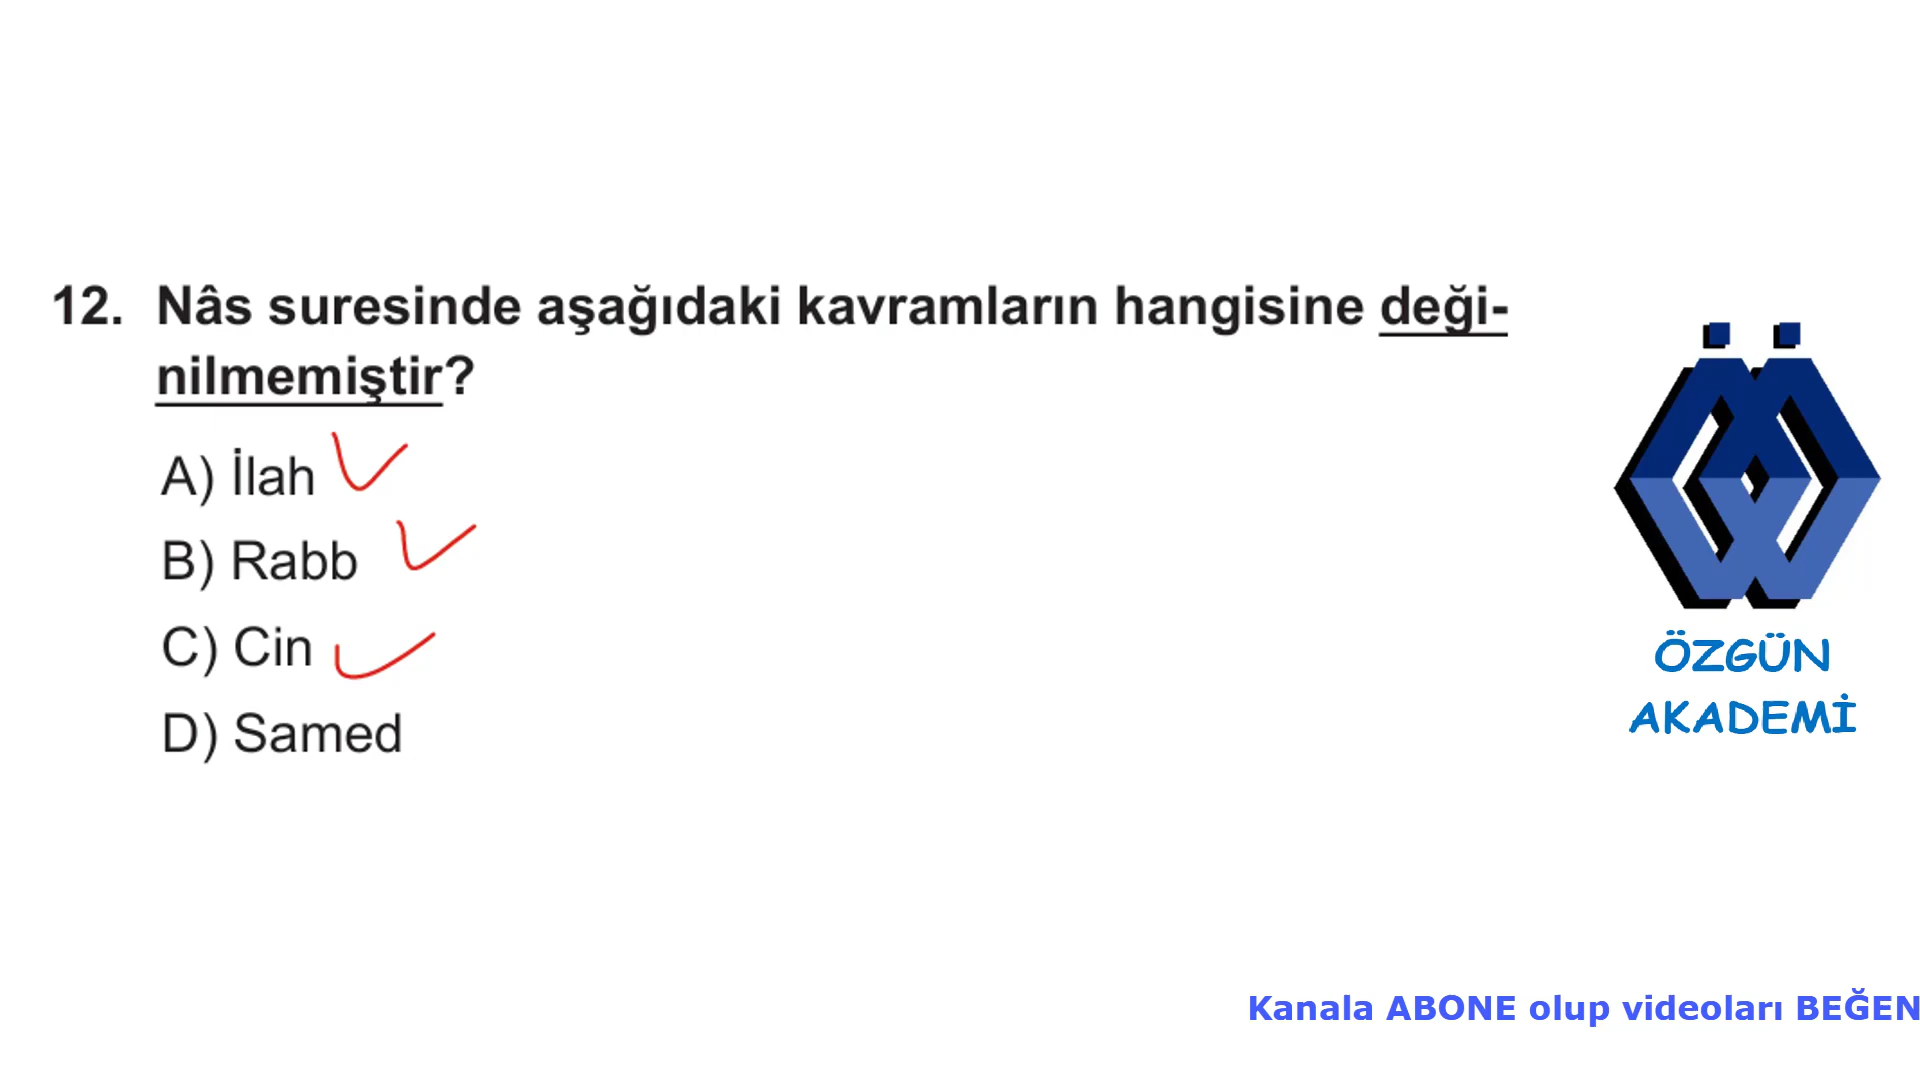 12. Nâs suresinde aşağıdaki kavramların hangisine deği-
nilmemiştir?
A) İlah
B) Rabb
C) Cin
D) Samed
ÖZGÜN
AKADEMİ
Kanala ABONE olup videoları BEĞEN